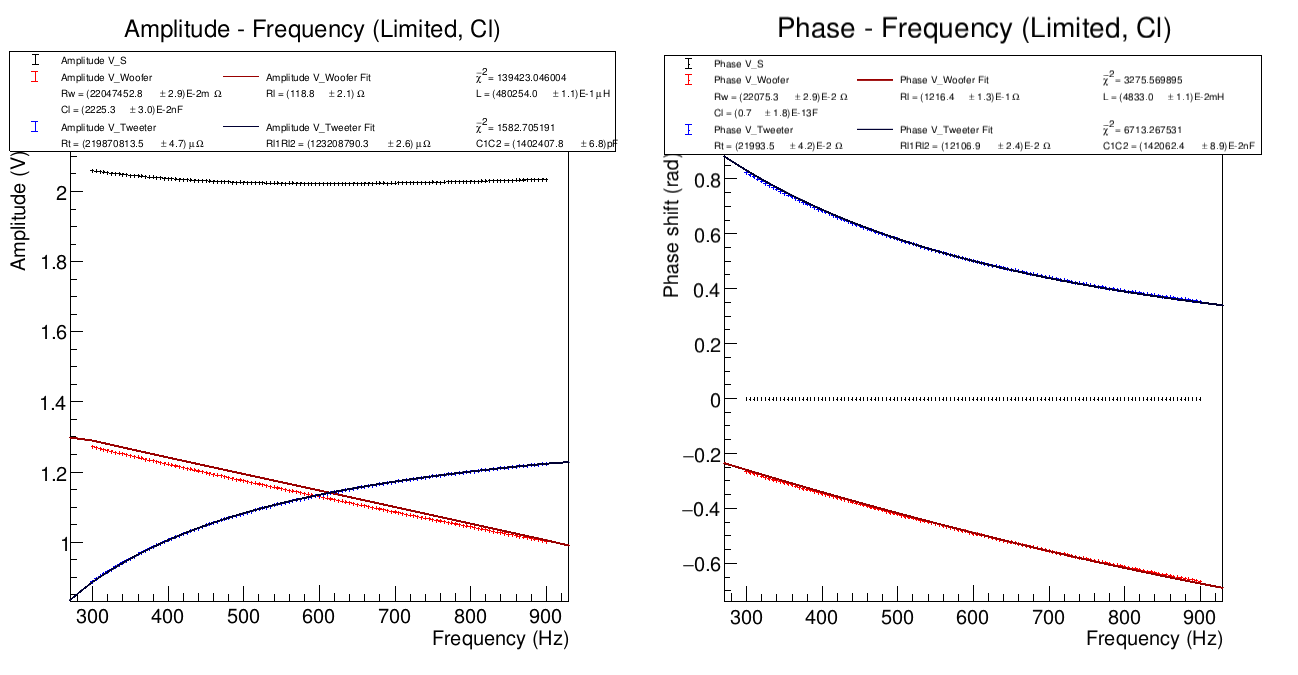 Amplitude - Frequency (Limited, Cl)
Amplitude V_S
Amplitude V_Woofer
Amplitude V_Woofer Fit
χ̃² = 139423.046004
Rw = (22047452.8 ± 2.9)E-2m Ω
Rl = (118.8 ± 2.1) Ω
L = (480254.0 ± 1.1)E-1 μH
Cl = (2225.3 ± 3.0)E-2nF
Amplitude V_Tweeter
Amplitude V_Tweeter Fit
χ̃² = 1582.705191
Rt = (219870813.5 ± 4.7) μΩ
Rl1Rl2 = (123208790.3 ± 2.6) μΩ
C1C2 = (1402407.8 ± 6.8)pF
Amplitude (V)
2
1.8
1.6
1.4
1.2
1
300 400 500 600 700 800 900
Frequency (Hz)
Phase - Frequency (Limited, Cl)
Phase V_S
Phase V_Woofer
Phase V_Woofer Fit
χ̃² = 3275.569895
Rw = (22075.3 ± 2.9)E-2 Ω
Rl = (1216.4 ± 1.3)E-1 Ω
L = (4833.0 ± 1.1)E-2mH
Cl = (0.7 ± 1.8)E-13F
Phase V_Tweeter
Phase V_Tweeter Fit
χ̃² = 6713.267531
Rt = (21993.5 ± 4.2)E-2 Ω
Rl1Rl2 = (12106.9 ± 2.4)E-2 Ω
C1C2 = (142062.4 ± 8.9)E-2nF
Phase shift (rad)
0.8
0.6
0.4
0.2
0
−0.2
−0.4
−0.6
300 400 500 600 700 800 900
Frequency (Hz)